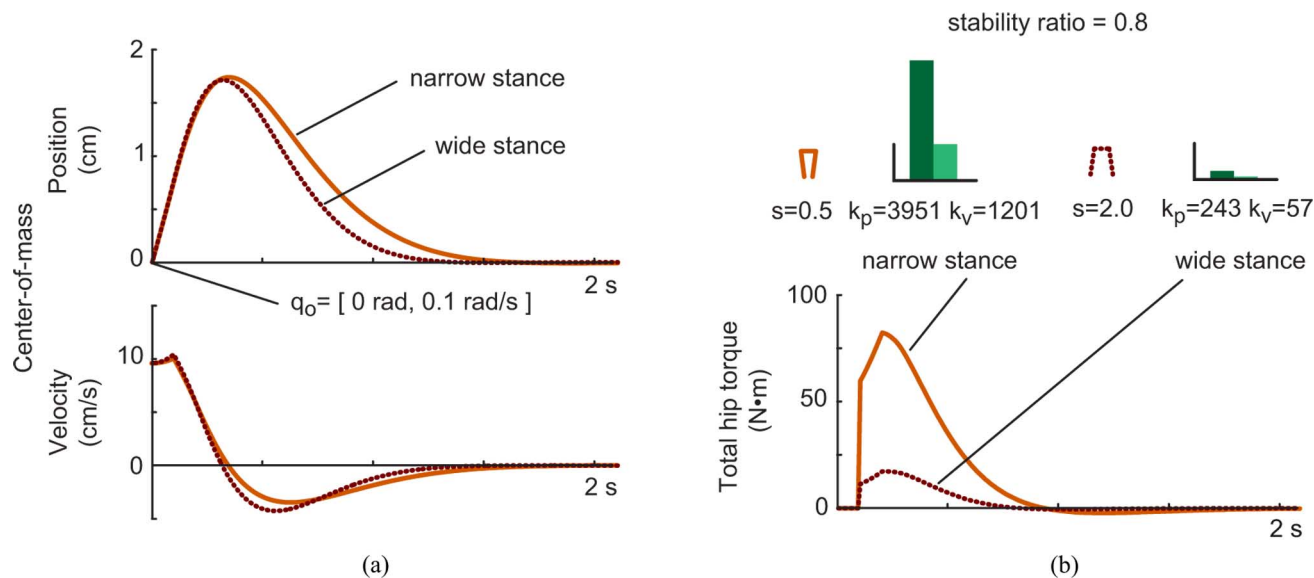 2
1
0
Position
(cm)
narrow stance
wide stance
2 s
qo= [ 0 rad, 0.1 rad/s ]
Center-of-mass
10
0
Velocity
(cm/s)
2 s
(a)
stability ratio = 0.8
s=0.5 kp=3951 kv=1201
s=2.0 kp=243 kv=57
narrow stance
wide stance
100
50
0
Total hip torque
(N•m)
2 s
(b)